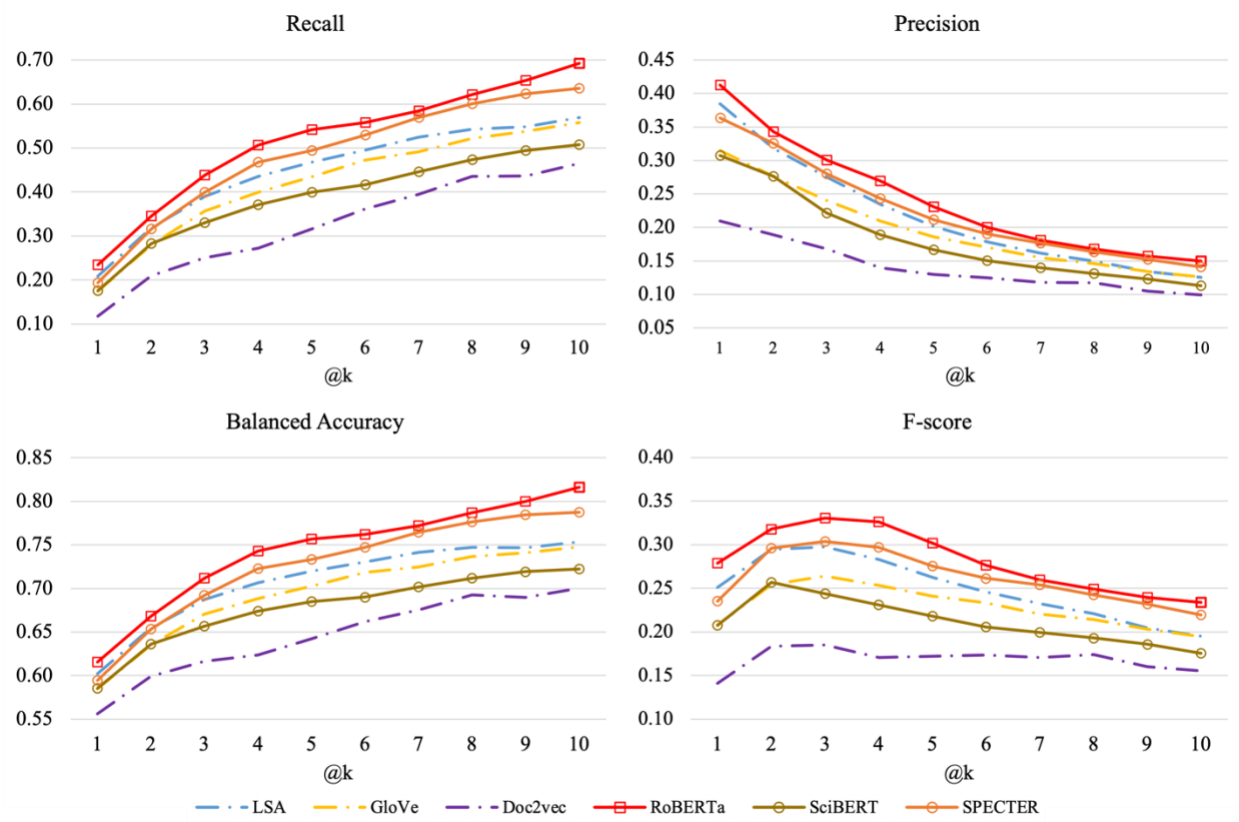 Recall
0.70
0.60
0.50
0.40
0.30
0.20
0.10
1 2 3 4 5 6 7 8 9 10
@k
Precision
0.45
0.40
0.35
0.30
0.25
0.20
0.15
0.10
0.05
1 2 3 4 5 6 7 8 9 10
@k
Balanced Accuracy
0.85
0.80
0.75
0.70
0.65
0.60
0.55
1 2 3 4 5 6 7 8 9 10
@k
F-score
0.40
0.35
0.30
0.25
0.20
0.15
0.10
1 2 3 4 5 6 7 8 9 10
@k
LSA GloVe Doc2vec RoBERTa SciBERT SPECTER